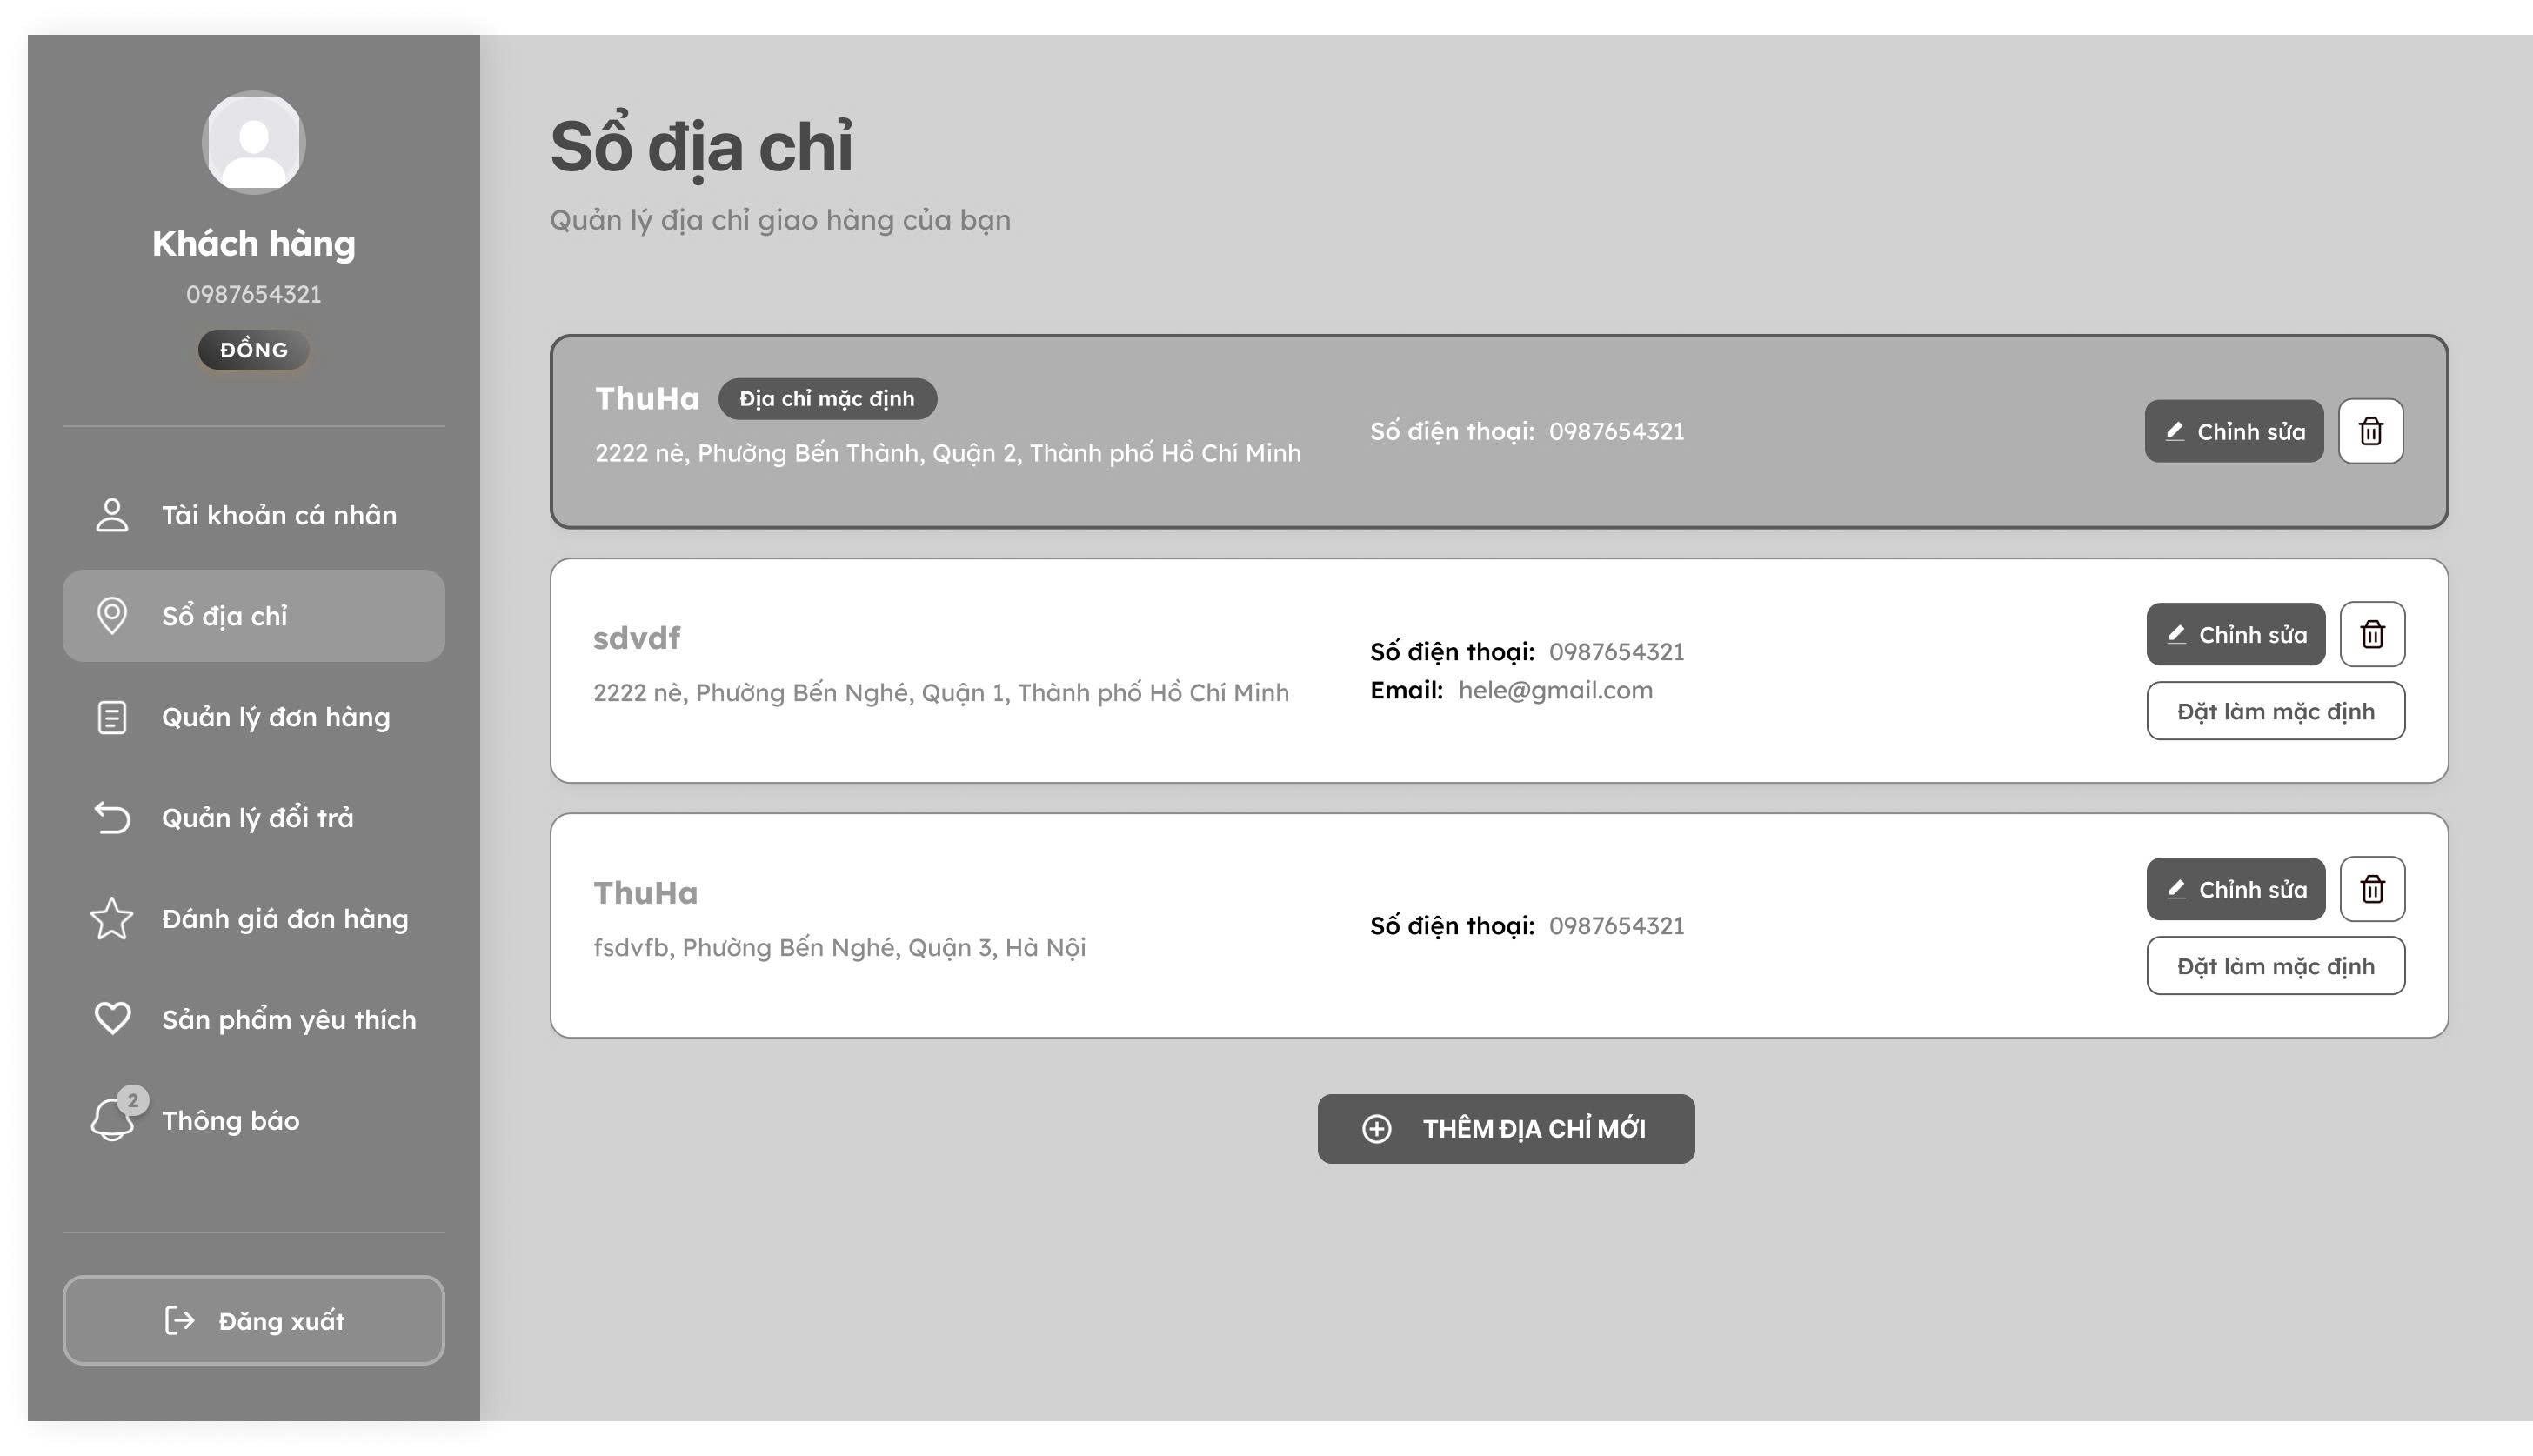 Khách hàng
0987654321
ĐỒNG
Tài khoản cá nhân
Sổ địa chỉ
Quản lý đơn hàng
Quản lý đổi trả
Đánh giá đơn hàng
Sản phẩm yêu thích
2
Thông báo
Đăng xuất
Sổ địa chỉ
Quản lý địa chỉ giao hàng của bạn
ThuHa Địa chỉ mặc định
2222 nè, Phường Bến Thành, Quận 2, Thành phố Hồ Chí Minh
Số điện thoại: 0987654321
Chỉnh sửa
sdvdf
2222 nè, Phường Bến Nghé, Quận 1, Thành phố Hồ Chí Minh
Số điện thoại: 0987654321
Email: hele@gmail.com
Chỉnh sửa
Đặt làm mặc định
ThuHa
fsdvfb, Phường Bến Nghé, Quận 3, Hà Nội
Số điện thoại: 0987654321
Chỉnh sửa
Đặt làm mặc định
THÊM ĐỊA CHỈ MỚI